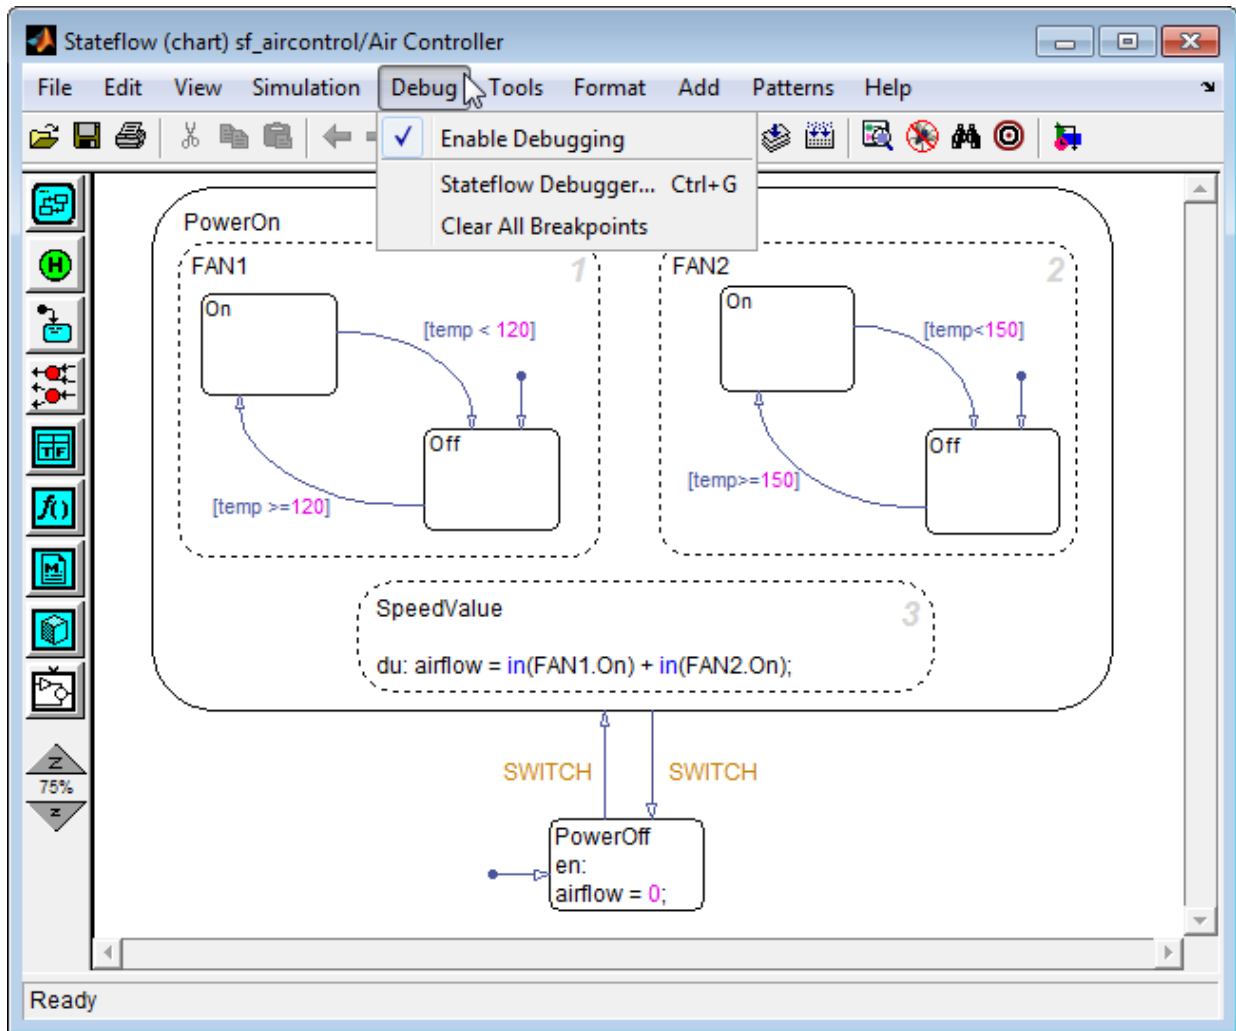 Stateflow (chart) sf_aircontrol/Air Controller
File Edit View Simulation Debug Tools Format Add Patterns Help
Enable Debugging
Stateflow Debugger... Ctrl+G
Clear All Breakpoints
PowerOn
FAN1 1
On
[temp < 120]
Off
[temp >=120]
FAN2 2
On
[temp<150]
Off
[temp>=150]
SpeedValue 3
du: airflow = in(FAN1.On) + in(FAN2.On);
SWITCH SWITCH
PowerOff
en:
airflow = 0;
H
TF
f()
M
Z
75%
z
Ready